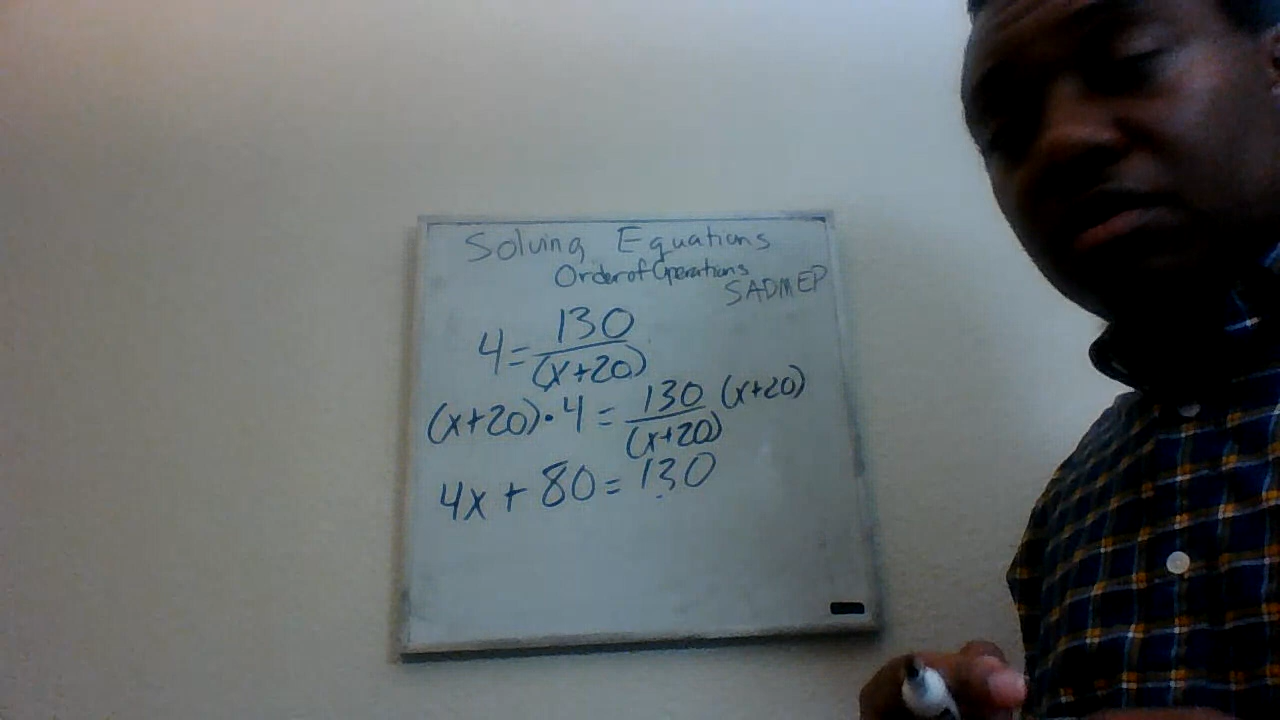 Solving Equations
Order of Operations
SADMEP
4 = 130/(x+20)
(x+20)·4 = 130/(x+20) (x+20)
4x + 80 = 130